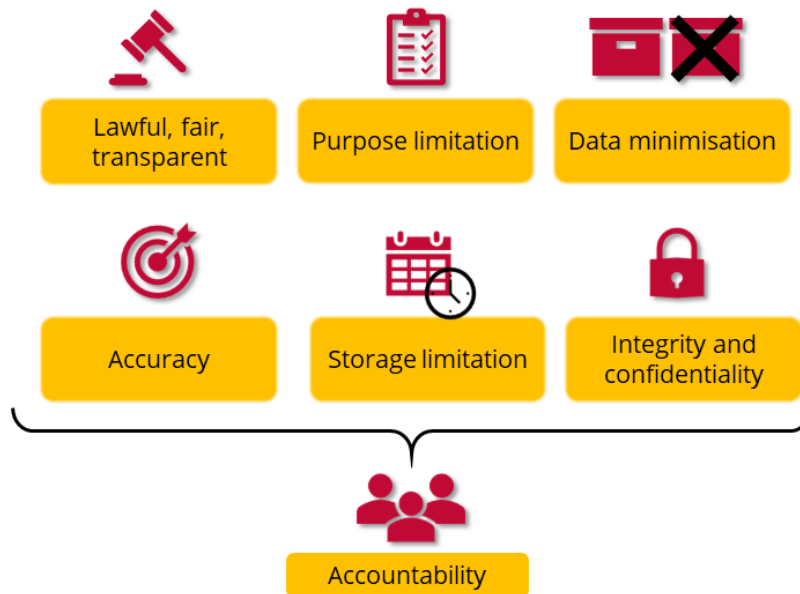 Lawful, fair,
transparent
Purpose limitation
Data minimisation
Accuracy
Storage limitation
Integrity and
confidentiality
Accountability